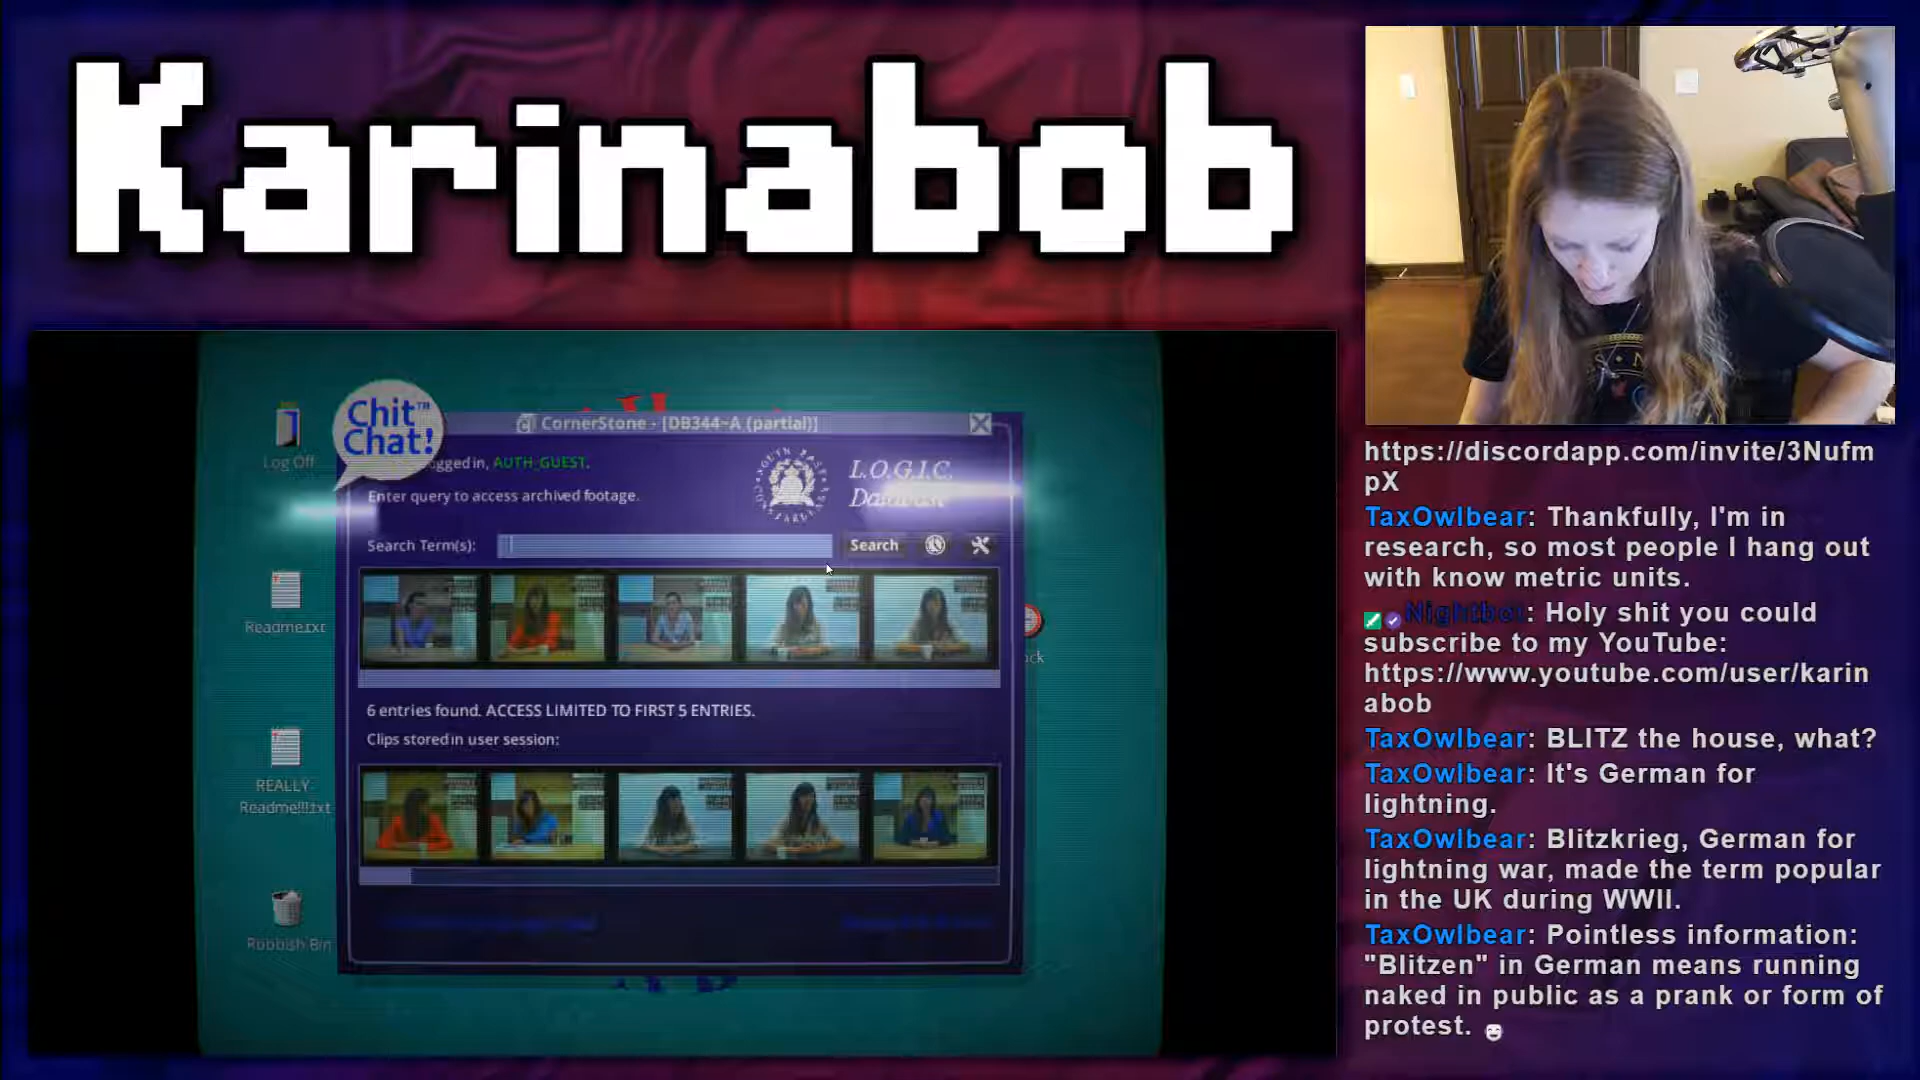 Karinabob
Chit™
Chat!
CornerStone - [DB344~A (partial)]
Log Off
gged in, AUTH_GUEST.
Enter query to access archived footage.
L.O.G.I.C.
Database
Search Term(s):
Search
Readme.txt
ck
6 entries found. ACCESS LIMITED TO FIRST 5 ENTRIES.
Clips stored in user session:
REALLY-
Readme!!!.txt
Rubbish Bin
https://discordapp.com/invite/3Nufm
pX
TaxOwlbear: Thankfully, I'm in
research, so most people I hang out
with know metric units.
Nightbot: Holy shit you could
subscribe to my YouTube:
https://www.youtube.com/user/karin
abob
TaxOwlbear: BLITZ the house, what?
TaxOwlbear: It's German for
lightning.
TaxOwlbear: Blitzkrieg, German for
lightning war, made the term popular
in the UK during WWII.
TaxOwlbear: Pointless information:
"Blitzen" in German means running
naked in public as a prank or form of
protest.